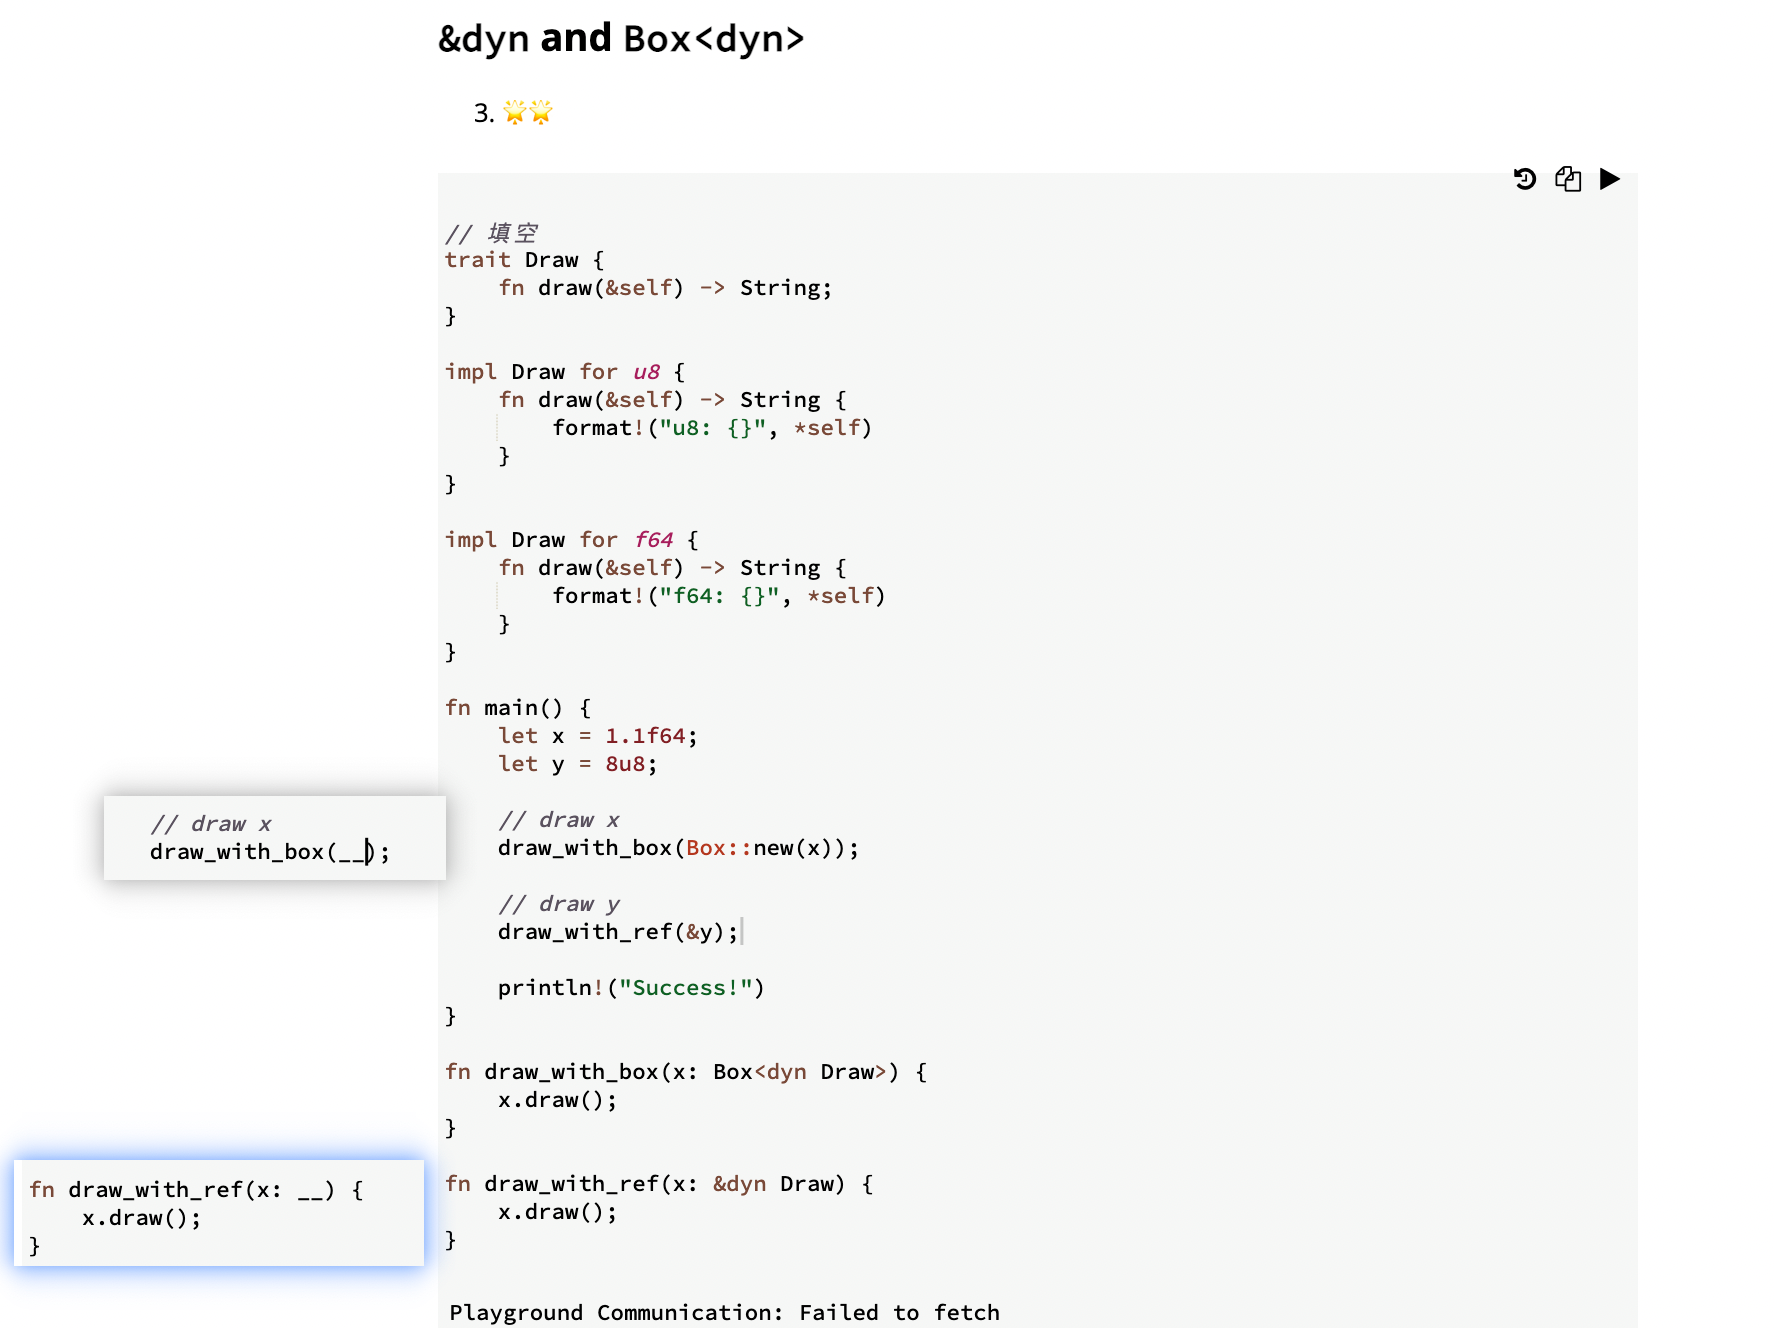 &dyn and Box<dyn>
3. 🌟🌟
// 填空
trait Draw {
    fn draw(&self) -> String;
}
impl Draw for u8 {
    fn draw(&self) -> String {
        format!("u8: {}", *self)
    }
}
impl Draw for f64 {
    fn draw(&self) -> String {
        format!("f64: {}", *self)
    }
}
fn main() {
    let x = 1.1f64;
    let y = 8u8;
    // draw x
    draw_with_box(Box::new(x));
    // draw y
    draw_with_ref(&y);
    println!("Success!")
}
fn draw_with_box(x: Box<dyn Draw>) {
    x.draw();
}
fn draw_with_ref(x: &dyn Draw) {
    x.draw();
}
Playground Communication: Failed to fetch
// draw x
draw_with_box(__);
fn draw_with_ref(x: __) {
    x.draw();
}